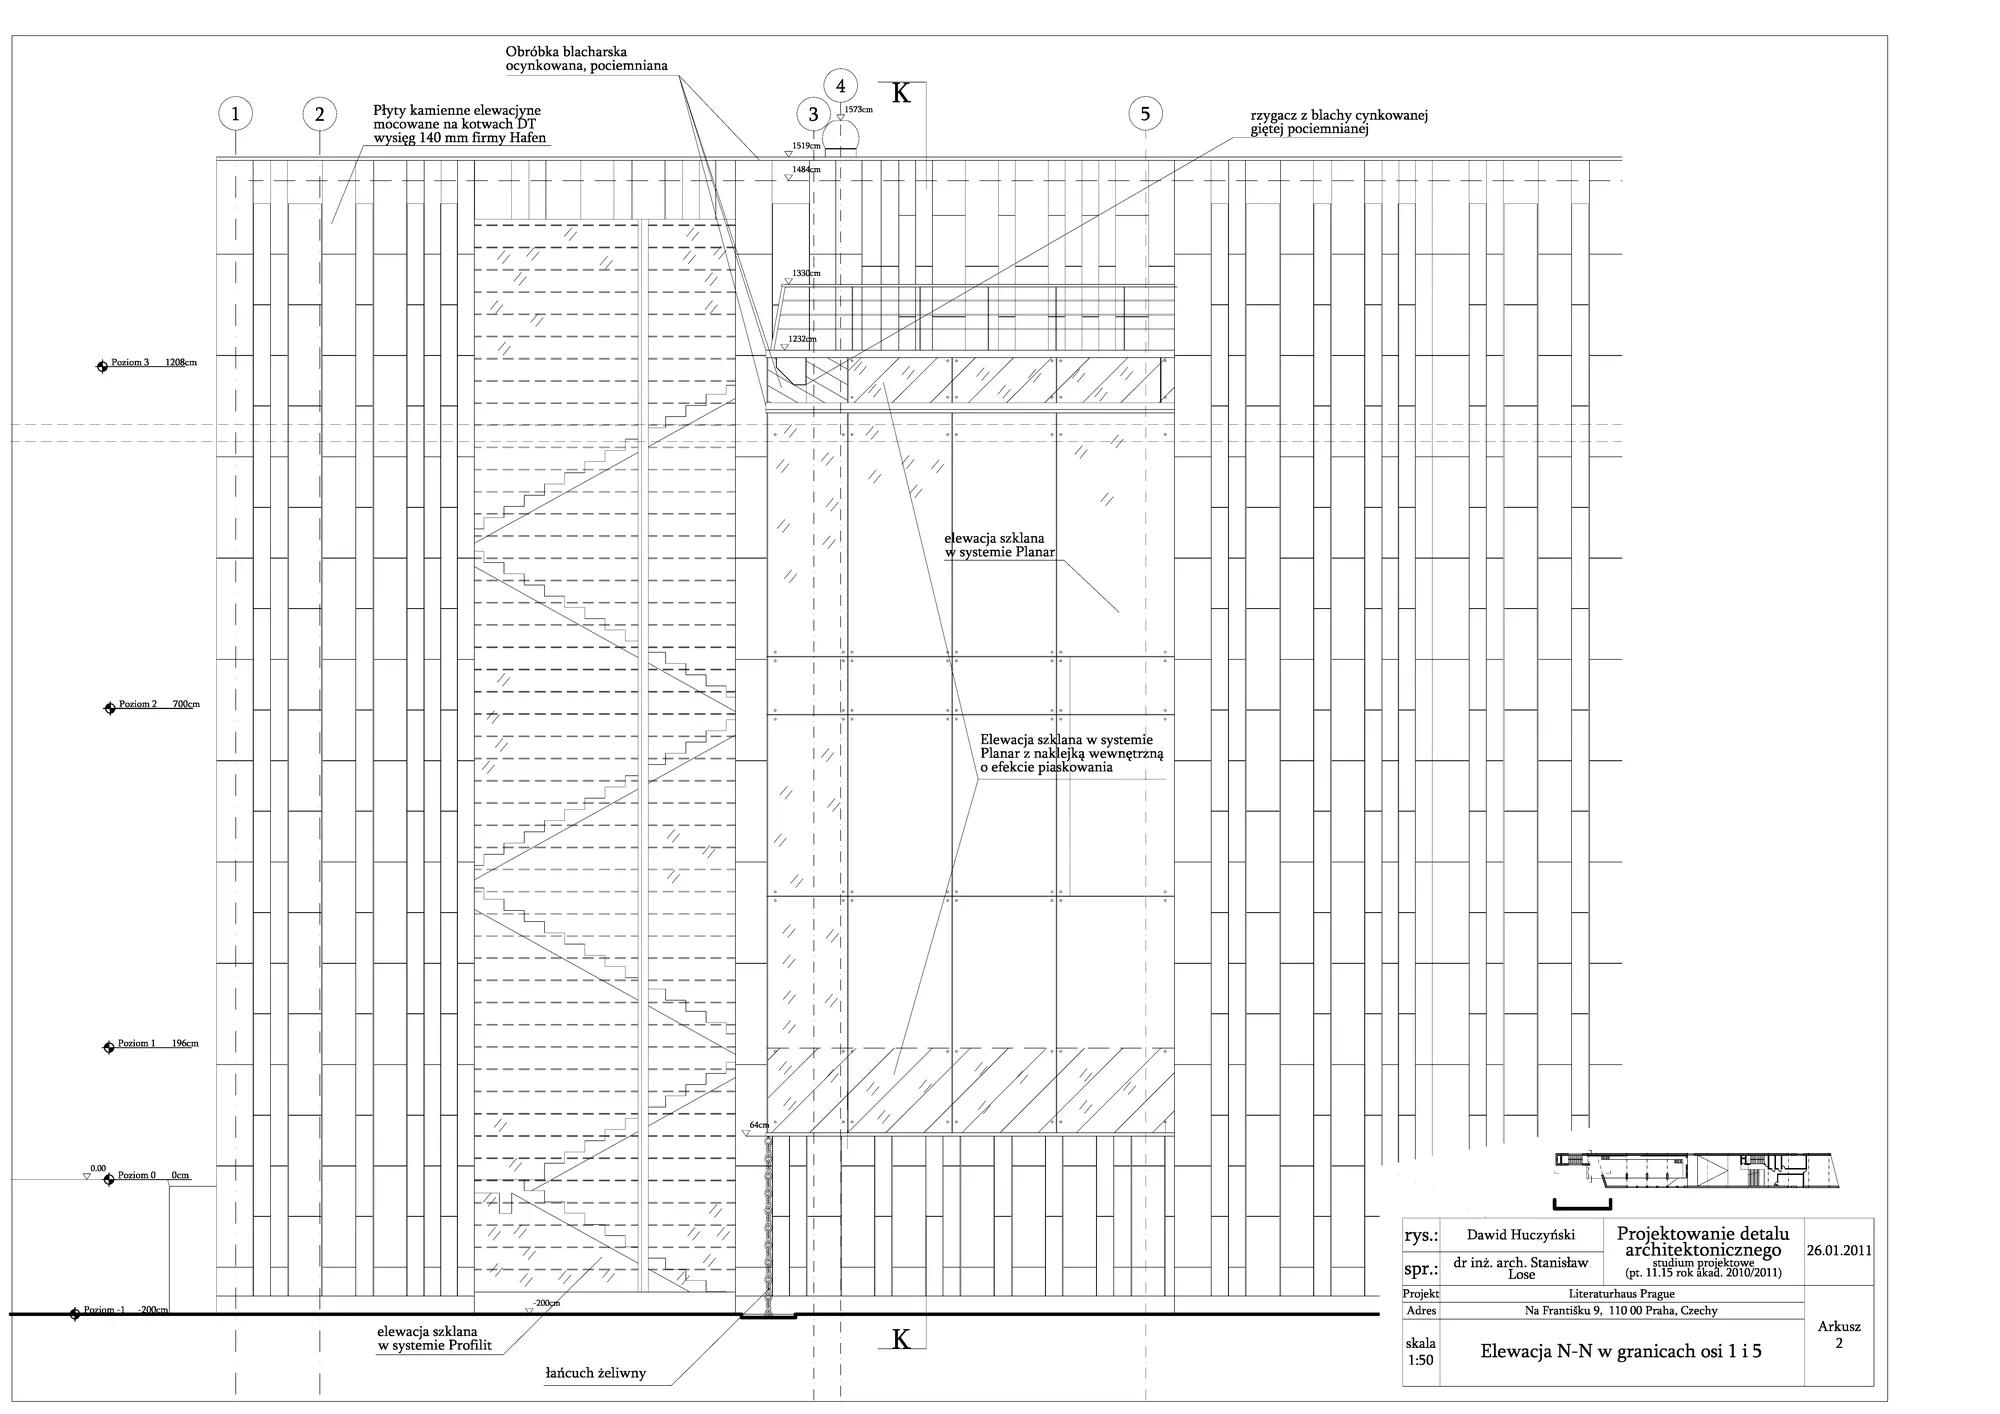 Obróbka blacharska
ocynkowana, pociemniana
1
2
Płyty kamienne elewacyjne
mocowane na kotwach DT
wysięg 140 mm firmy Hafen
3
4
K
1573cm
5
rzygacz z blachy cynkowanej
giętej pociemnianej
1519cm
1484cm
1330cm
1232cm
Poziom 3 1208cm
elewacja szklana
w systemie Planar
Poziom 2 700cm
Elewacja szklana w systemie
Planar z naklejką wewnętrzną
o efekcie piaskowania
Poziom 1 196cm
64cm
0.00
Poziom 0 0cm
Poziom -1 -200cm
-200cm
elewacja szklana
w systemie Profilit
łańcuch żeliwny
K
rys.:
Dawid Huczyński
spr.:
dr inż. arch. Stanisław
Lose
Projektowanie detalu
architektonicznego
studium projektowe
(pt. 11.15 rok akad. 2010/2011)
26.01.2011
Projekt
Literaturhaus Prague
Adres
Na Františku 9, 110 00 Praha, Czechy
skala
1:50
Elewacja N-N w granicach osi 1 i 5
Arkusz
2